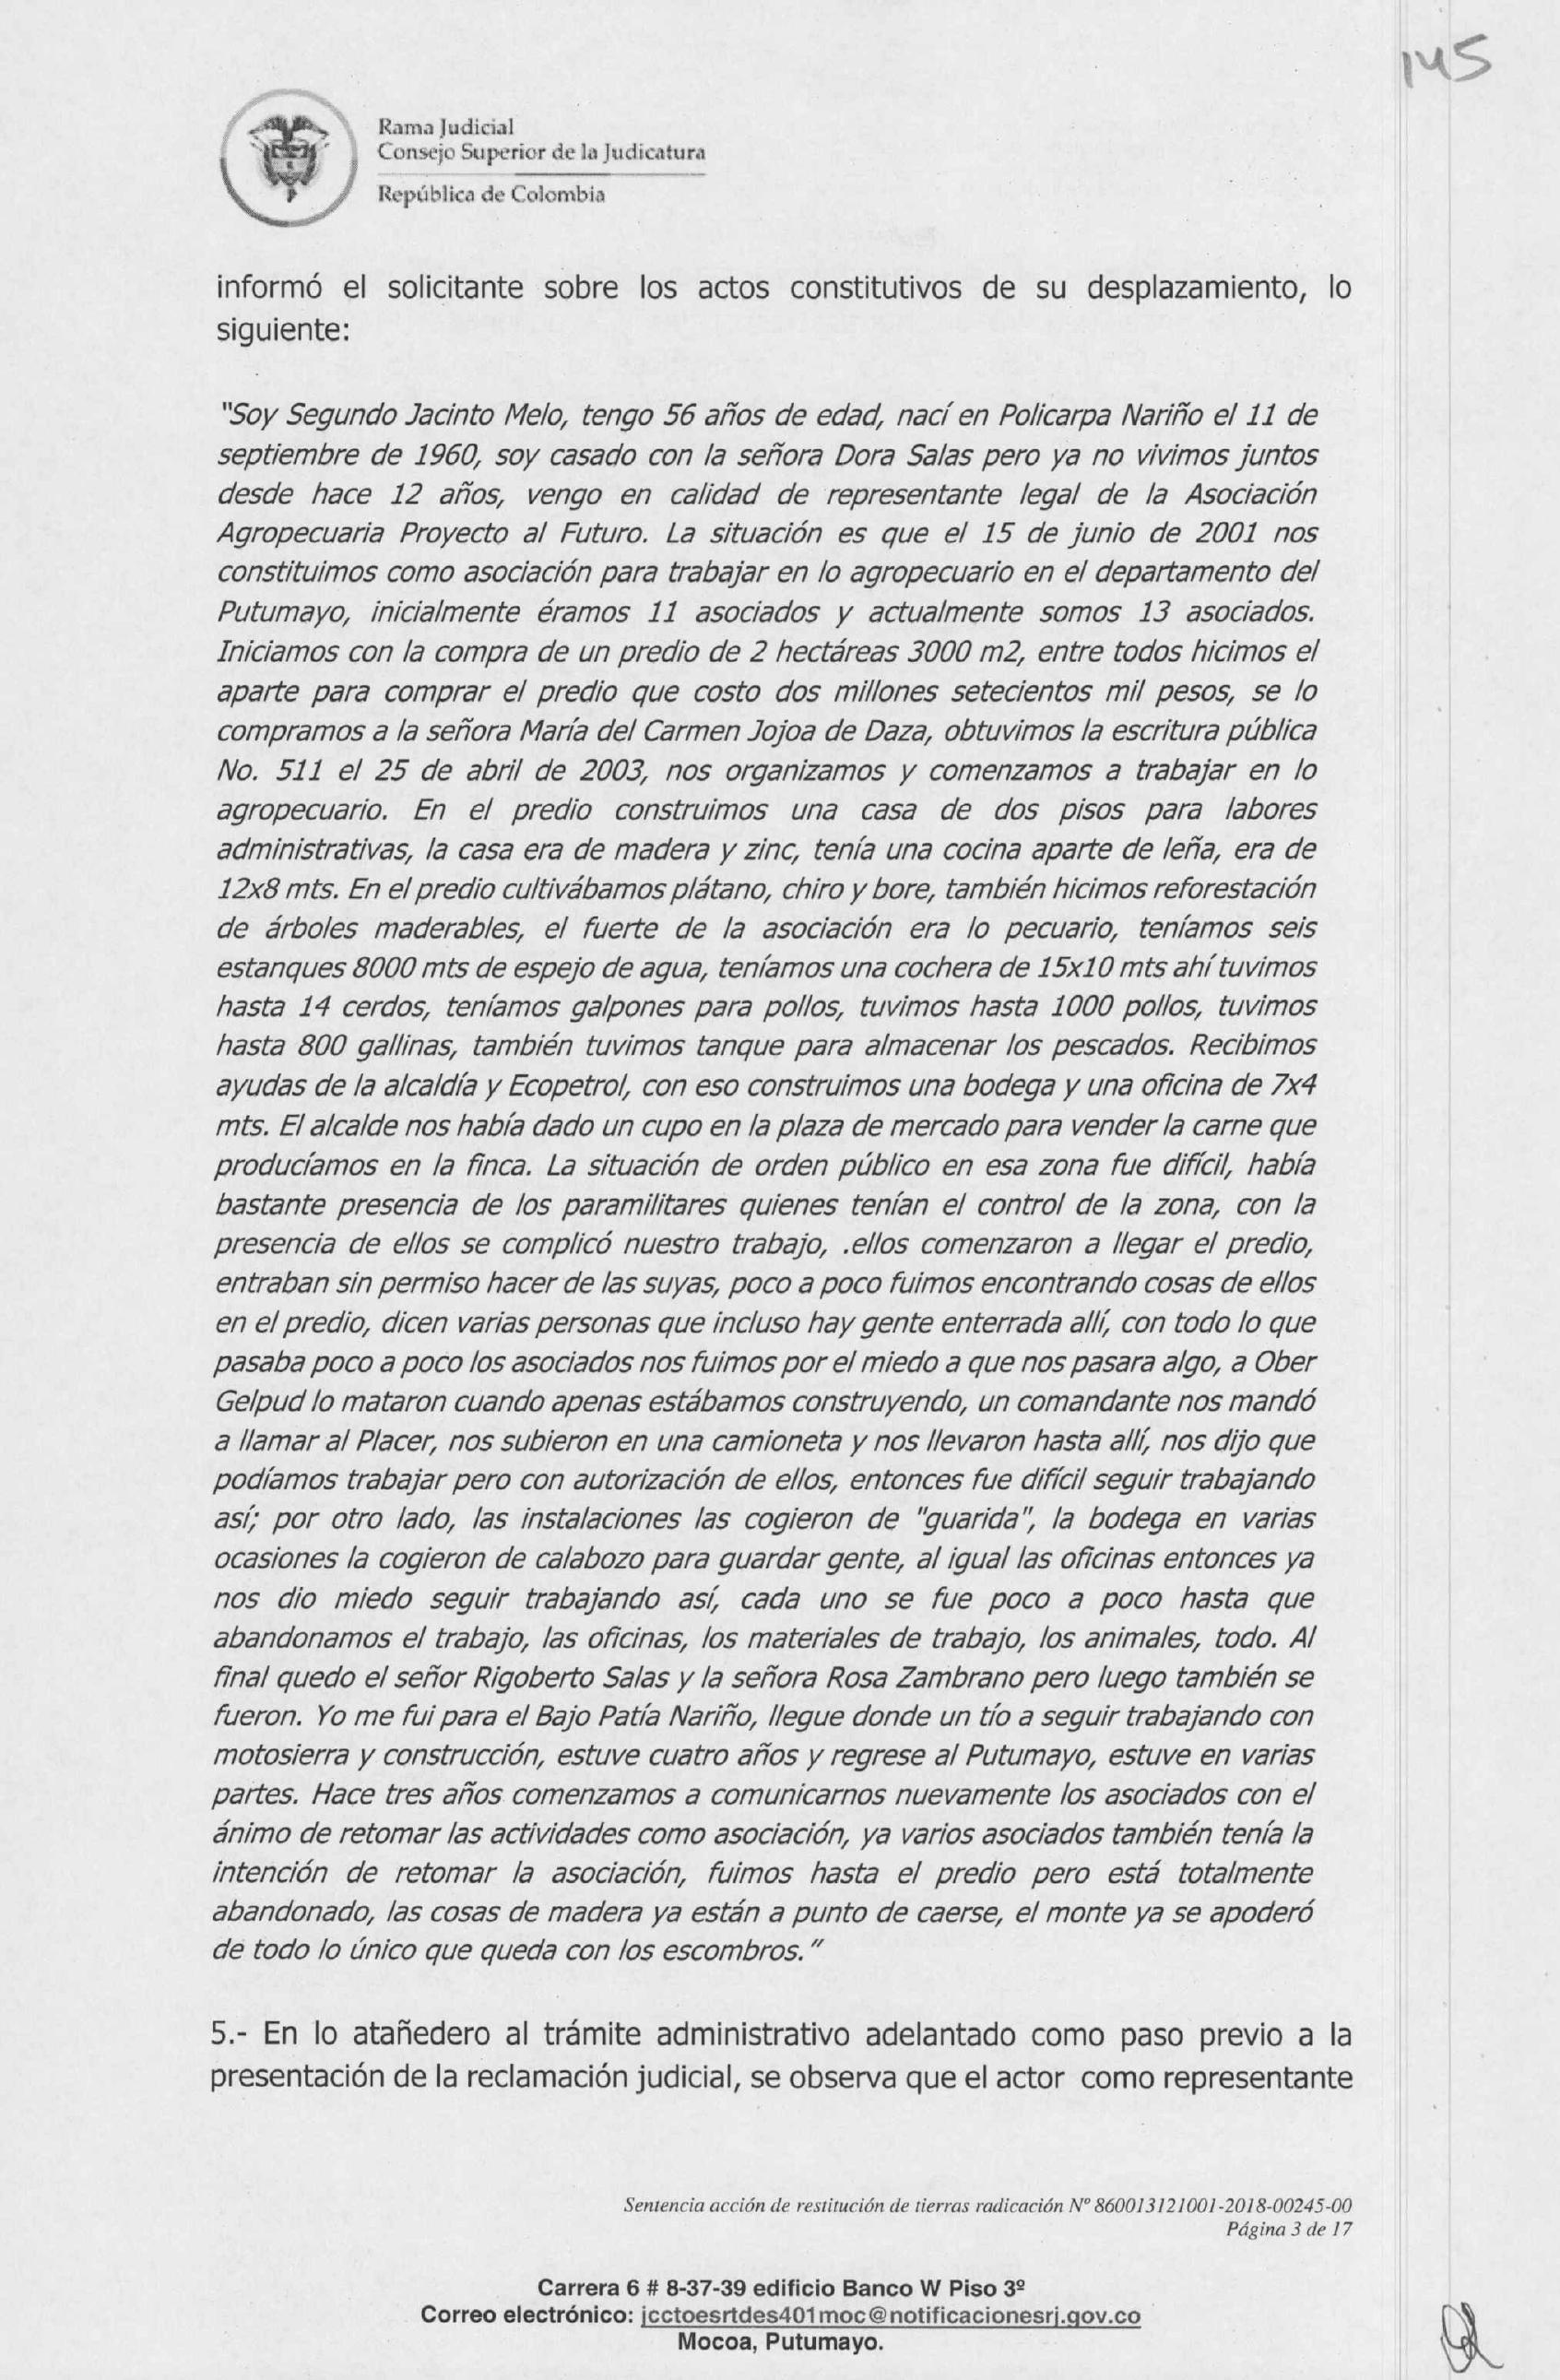 145
Rama Judicial
Consejo Superior de la Judicatura
República de Colombia
informó el solicitante sobre los actos constitutivos de su desplazamiento, lo
siguiente:
"Soy Segundo Jacinto Melo, tengo 56 años de edad, nací en Policarpa Nariño el 11 de
septiembre de 1960, soy casado con la señora Dora Salas pero ya no vivimos juntos
desde hace 12 años, vengo en calidad de representante legal de la Asociación
Agropecuaria Proyecto al Futuro. La situación es que el 15 de junio de 2001 nos
constituimos como asociación para trabajar en lo agropecuario en el departamento del
Putumayo, inicialmente éramos 11 asociados y actualmente somos 13 asociados.
Iniciamos con la compra de un predio de 2 hectáreas 3000 m2, entre todos hicimos el
aparte para comprar el predio que costo dos millones setecientos mil pesos, se lo
compramos a la señora María del Carmen Jojoa de Daza, obtuvimos la escritura pública
No. 511 el 25 de abril de 2003, nos organizamos y comenzamos a trabajar en lo
agropecuario. En el predio construimos una casa de dos pisos para labores
administrativas, la casa era de madera y zinc, tenía una cocina aparte de leña, era de
12x8 mts. En el predio cultivábamos plátano, chiro y bore, también hicimos reforestación
de árboles maderables, el fuerte de la asociación era lo pecuario, teníamos seis
estanques 8000 mts de espejo de agua, teníamos una cochera de 15x10 mts ahí tuvimos
hasta 14 cerdos, teníamos galpones para pollos, tuvimos hasta 1000 pollos, tuvimos
hasta 800 gallinas, también tuvimos tanque para almacenar los pescados. Recibimos
ayudas de la alcaldía y Ecopetrol, con eso construimos una bodega y una oficina de 7x4
mts. El alcalde nos había dado un cupo en la plaza de mercado para vender la carne que
producíamos en la finca. La situación de orden público en esa zona fue difícil, había
bastante presencia de los paramilitares quienes tenían el control de la zona, con la
presencia de ellos se complicó nuestro trabajo, .ellos comenzaron a llegar el predio,
entraban sin permiso hacer de las suyas, poco a poco fuimos encontrando cosas de ellos
en el predio, dicen varias personas que incluso hay gente enterrada allí, con todo lo que
pasaba poco a poco los asociados nos fuimos por el miedo a que nos pasara algo, a Ober
Gelpud lo mataron cuando apenas estábamos construyendo, un comandante nos mandó
a llamar al Placer, nos subieron en una camioneta y nos llevaron hasta allí, nos dijo que
podíamos trabajar pero con autorización de ellos, entonces fue difícil seguir trabajando
así; por otro lado, las instalaciones las cogieron de "guarida", la bodega en varias
ocasiones la cogieron de calabozo para guardar gente, al igual las oficinas entonces ya
nos dio miedo seguir trabajando así, cada uno se fue poco a poco hasta que
abandonamos el trabajo, las oficinas, los materiales de trabajo, los animales, todo. Al
final quedo el señor Rigoberto Salas y la señora Rosa Zambrano pero luego también se
fueron. Yo me fui para el Bajo Patía Nariño, llegue donde un tío a seguir trabajando con
motosierra y construcción, estuve cuatro años y regrese al Putumayo, estuve en varias
partes. Hace tres años comenzamos a comunicarnos nuevamente los asociados con el
ánimo de retomar las actividades como asociación, ya varios asociados también tenía la
intención de retomar la asociación, fuimos hasta el predio pero está totalmente
abandonado, las cosas de madera ya están a punto de caerse, el monte ya se apoderó
de todo lo único que queda con los escombros."
5.- En lo atañedero al trámite administrativo adelantado como paso previo a la
presentación de la reclamación judicial, se observa que el actor como representante
Sentencia acción de restitución de tierras radicación Nº 860013121001-2018-00245-00
Página 3 de 17
Carrera 6 # 8-37-39 edificio Banco W Piso 3º
Correo electrónico: jcctoesrtdes401moc@notificacionesrj.gov.co
Mocoa, Putumayo.